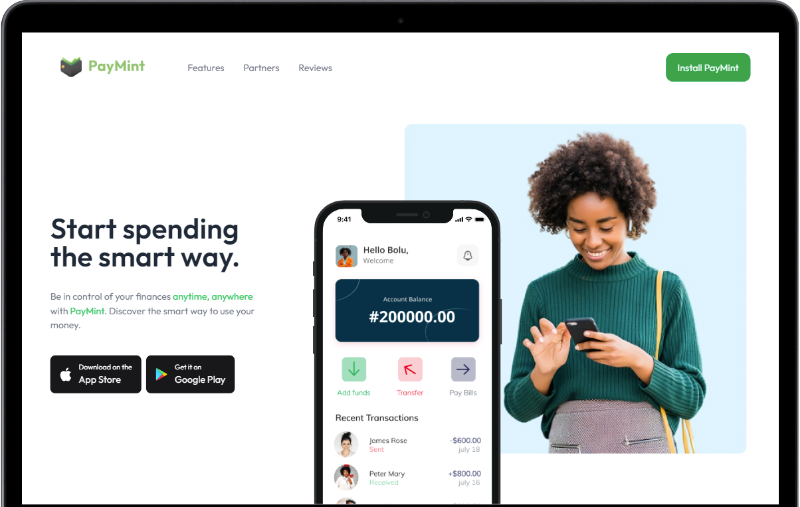 PayMint
Features
Partners
Reviews
Install PayMint
Start spending
the smart way.
Be in control of your finances anytime, anywhere
with PayMint. Discover the smart way to use your
money.
Download on the
App Store
Get it on
Google Play
9:41
Hello Bolu,
Welcome
Account Balance
#200000.00
Add funds
Transfer
Pay Bills
Recent Transactions
James Rose
-$600.00
Sent
july 18
Peter Mary
+$800.00
Received
july 16